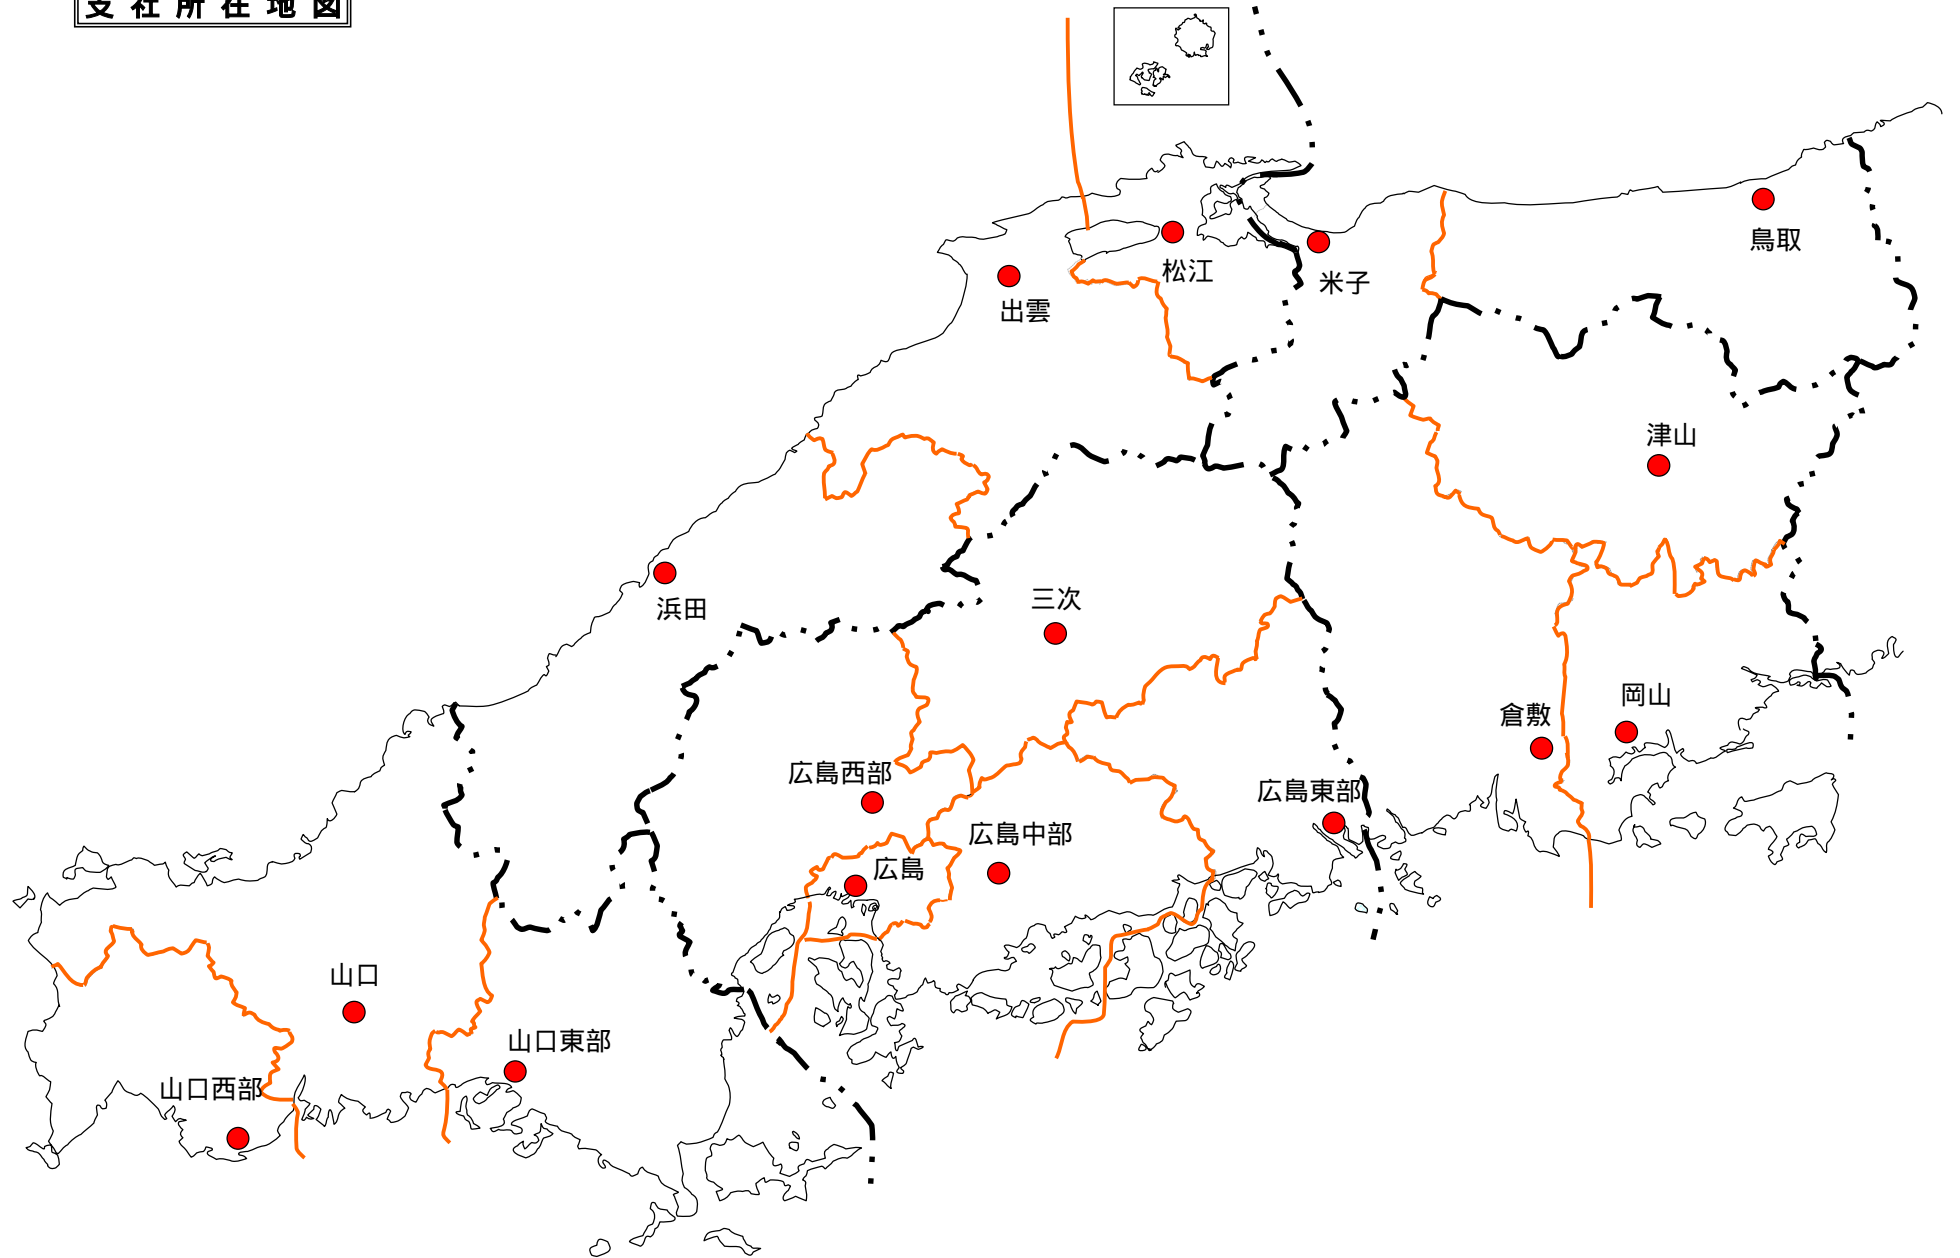 支社所在地図
鳥取
松江
米子
出雲
津山
三次
浜田
岡山
倉敷
広島西部
広島東部
広島中部
広島
山口
山口東部
山口西部